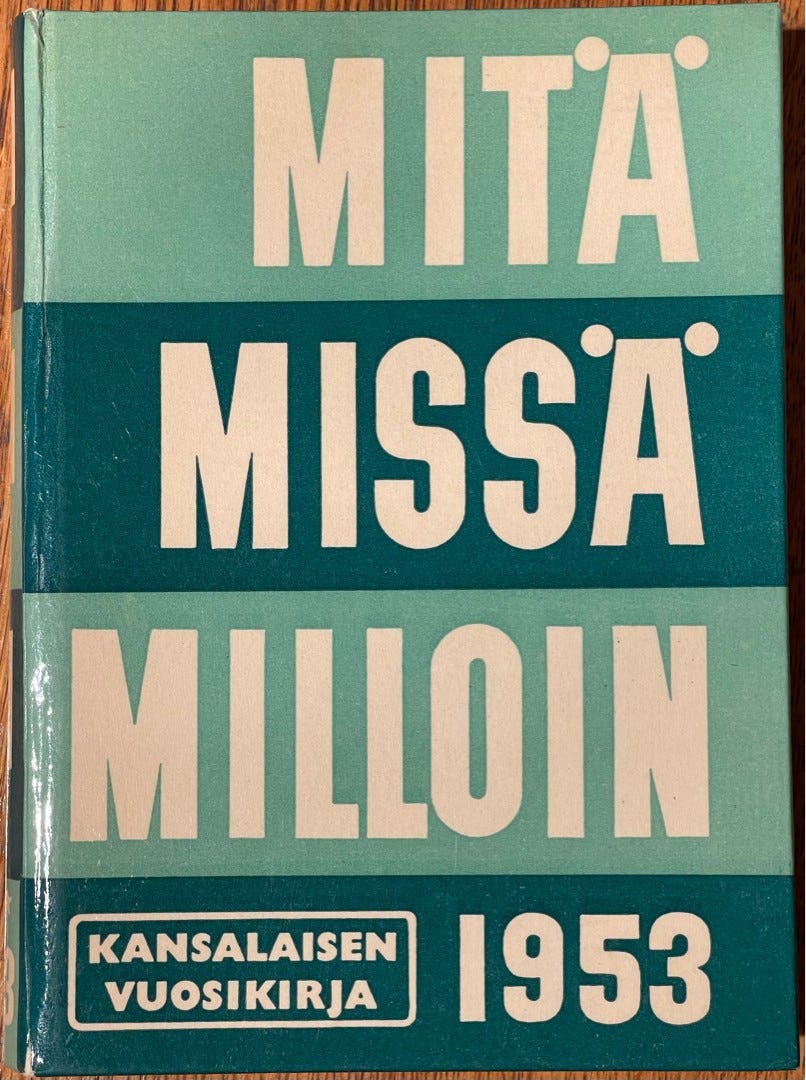 MITÄ
MISSÄ
MILLOIN
KANSALAISEN
VUOSIKIRJA
1953